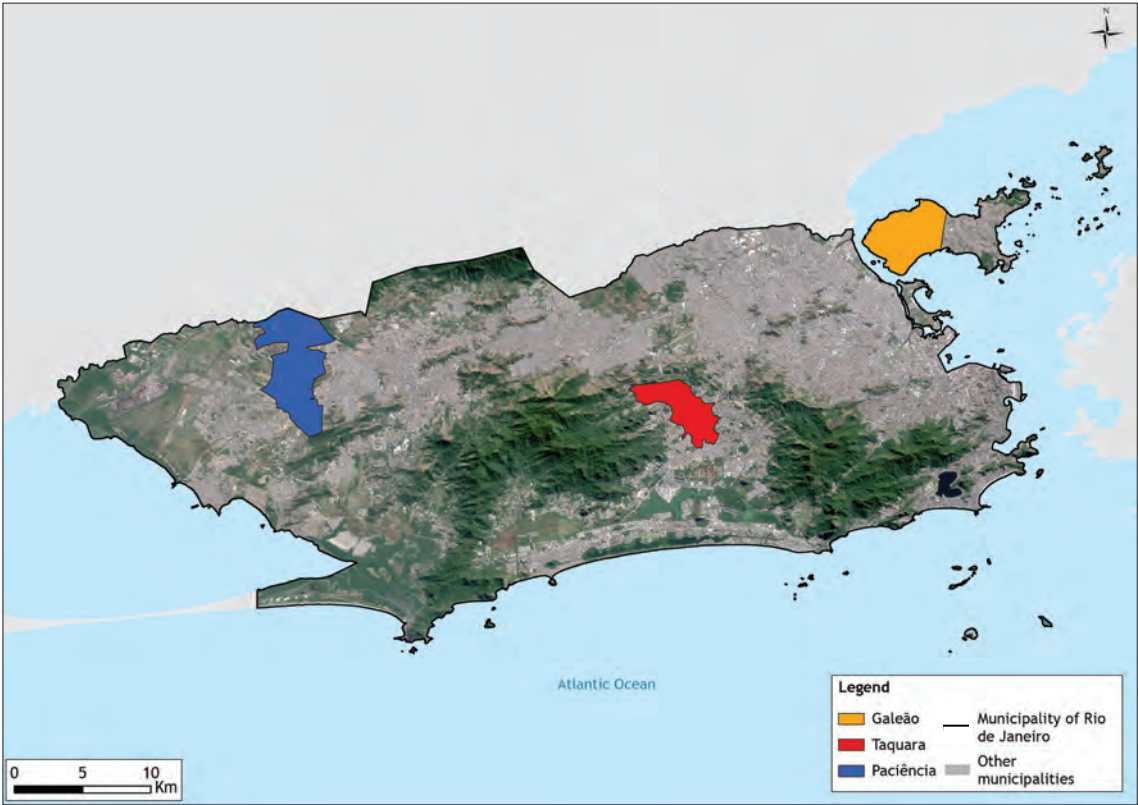 N
Atlantic Ocean
Legend
Galeão
Taquara
Paciência
Municipality of Rio
de Janeiro
Other
municipalities
0 5 10
Km